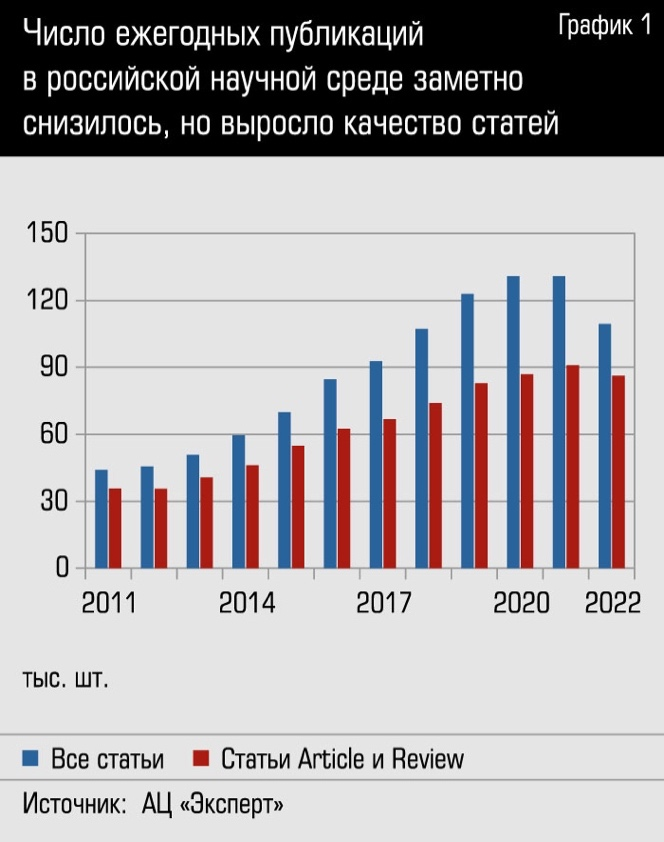 График 1
Число ежегодных публикаций
в российской научной среде заметно
снизилось, но выросло качество статей
150
120
90
60
30
0
2011 2014 2017 2020 2022
тыс. шт.
Все статьи Статьи Article и Review
Источник: АЦ «Эксперт»